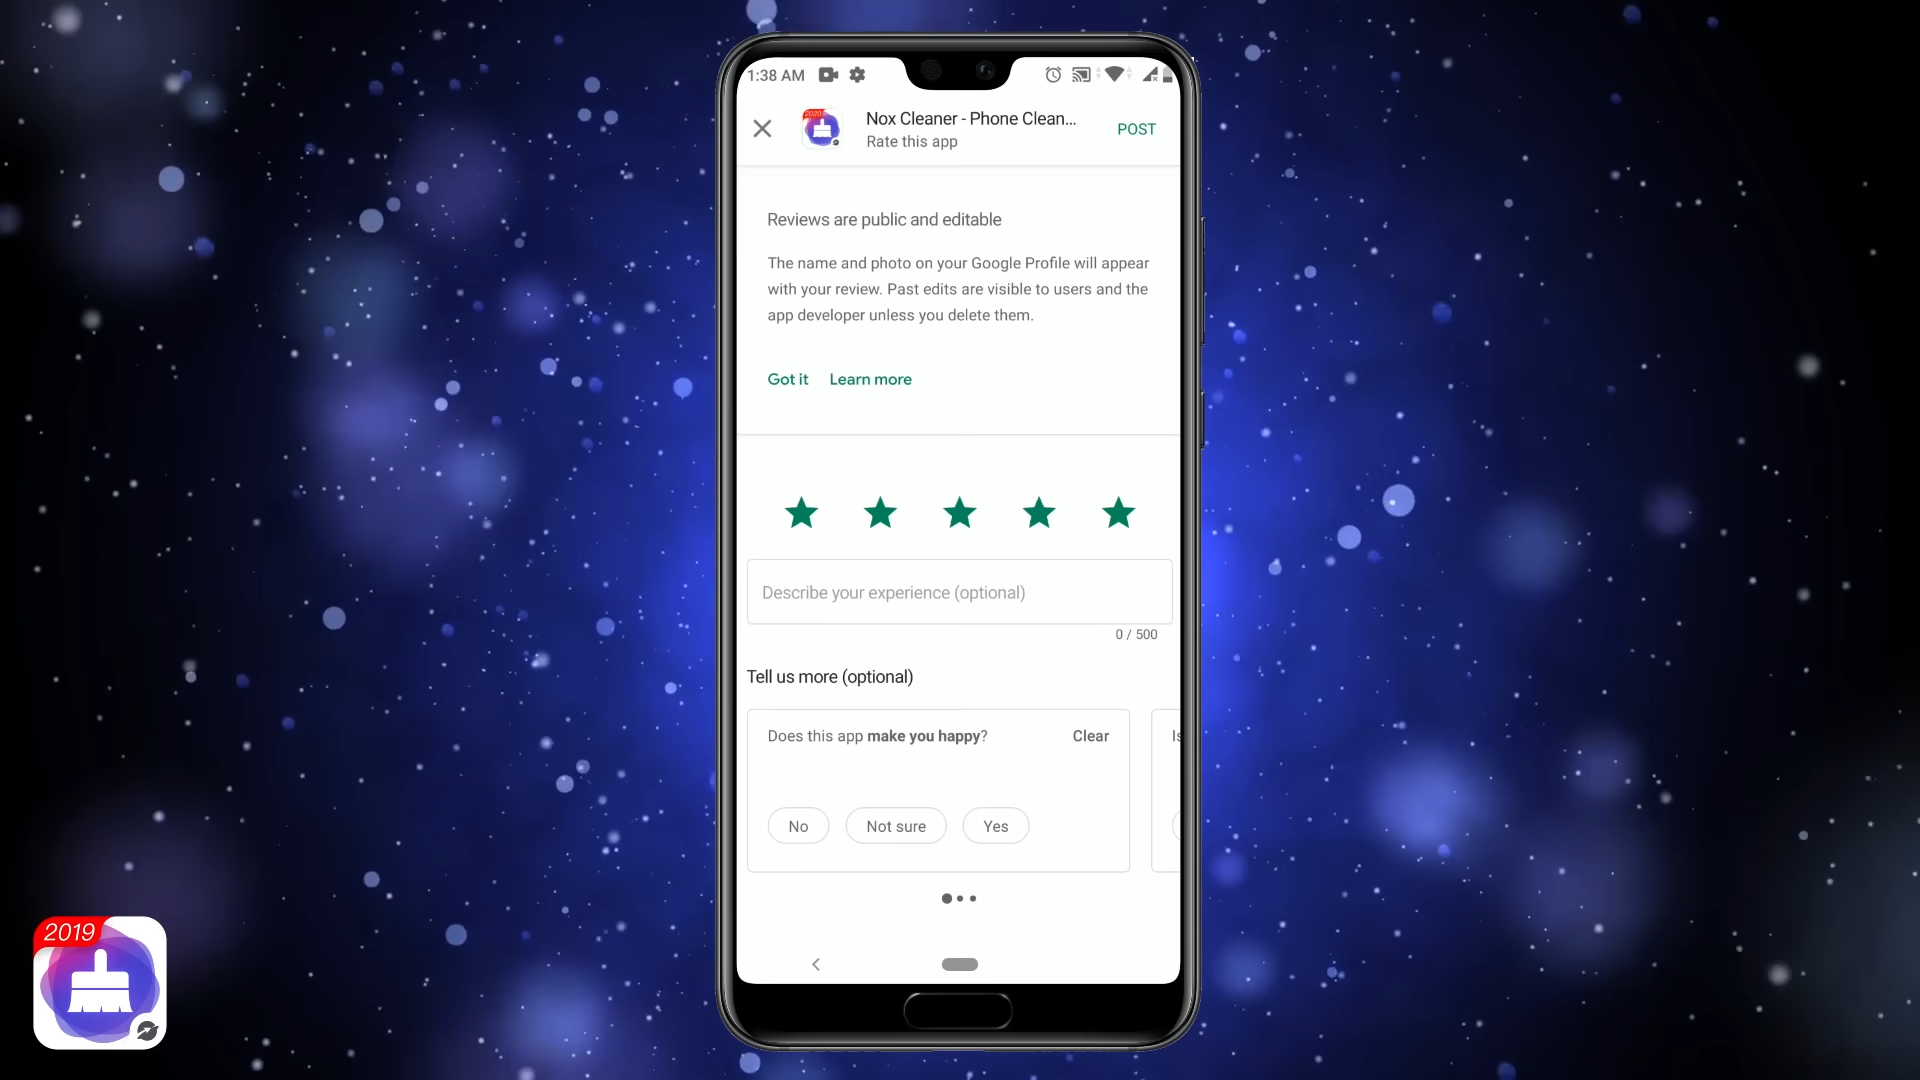 1:38 AM
2020
Nox Cleaner - Phone Clean...
Rate this app
POST
Reviews are public and editable
The name and photo on your Google Profile will appear
with your review. Past edits are visible to users and the
app developer unless you delete them.
Got it Learn more
Describe your experience (optional)
0 / 500
Tell us more (optional)
Does this app make you happy? Clear
Is
No Not sure Yes
2019